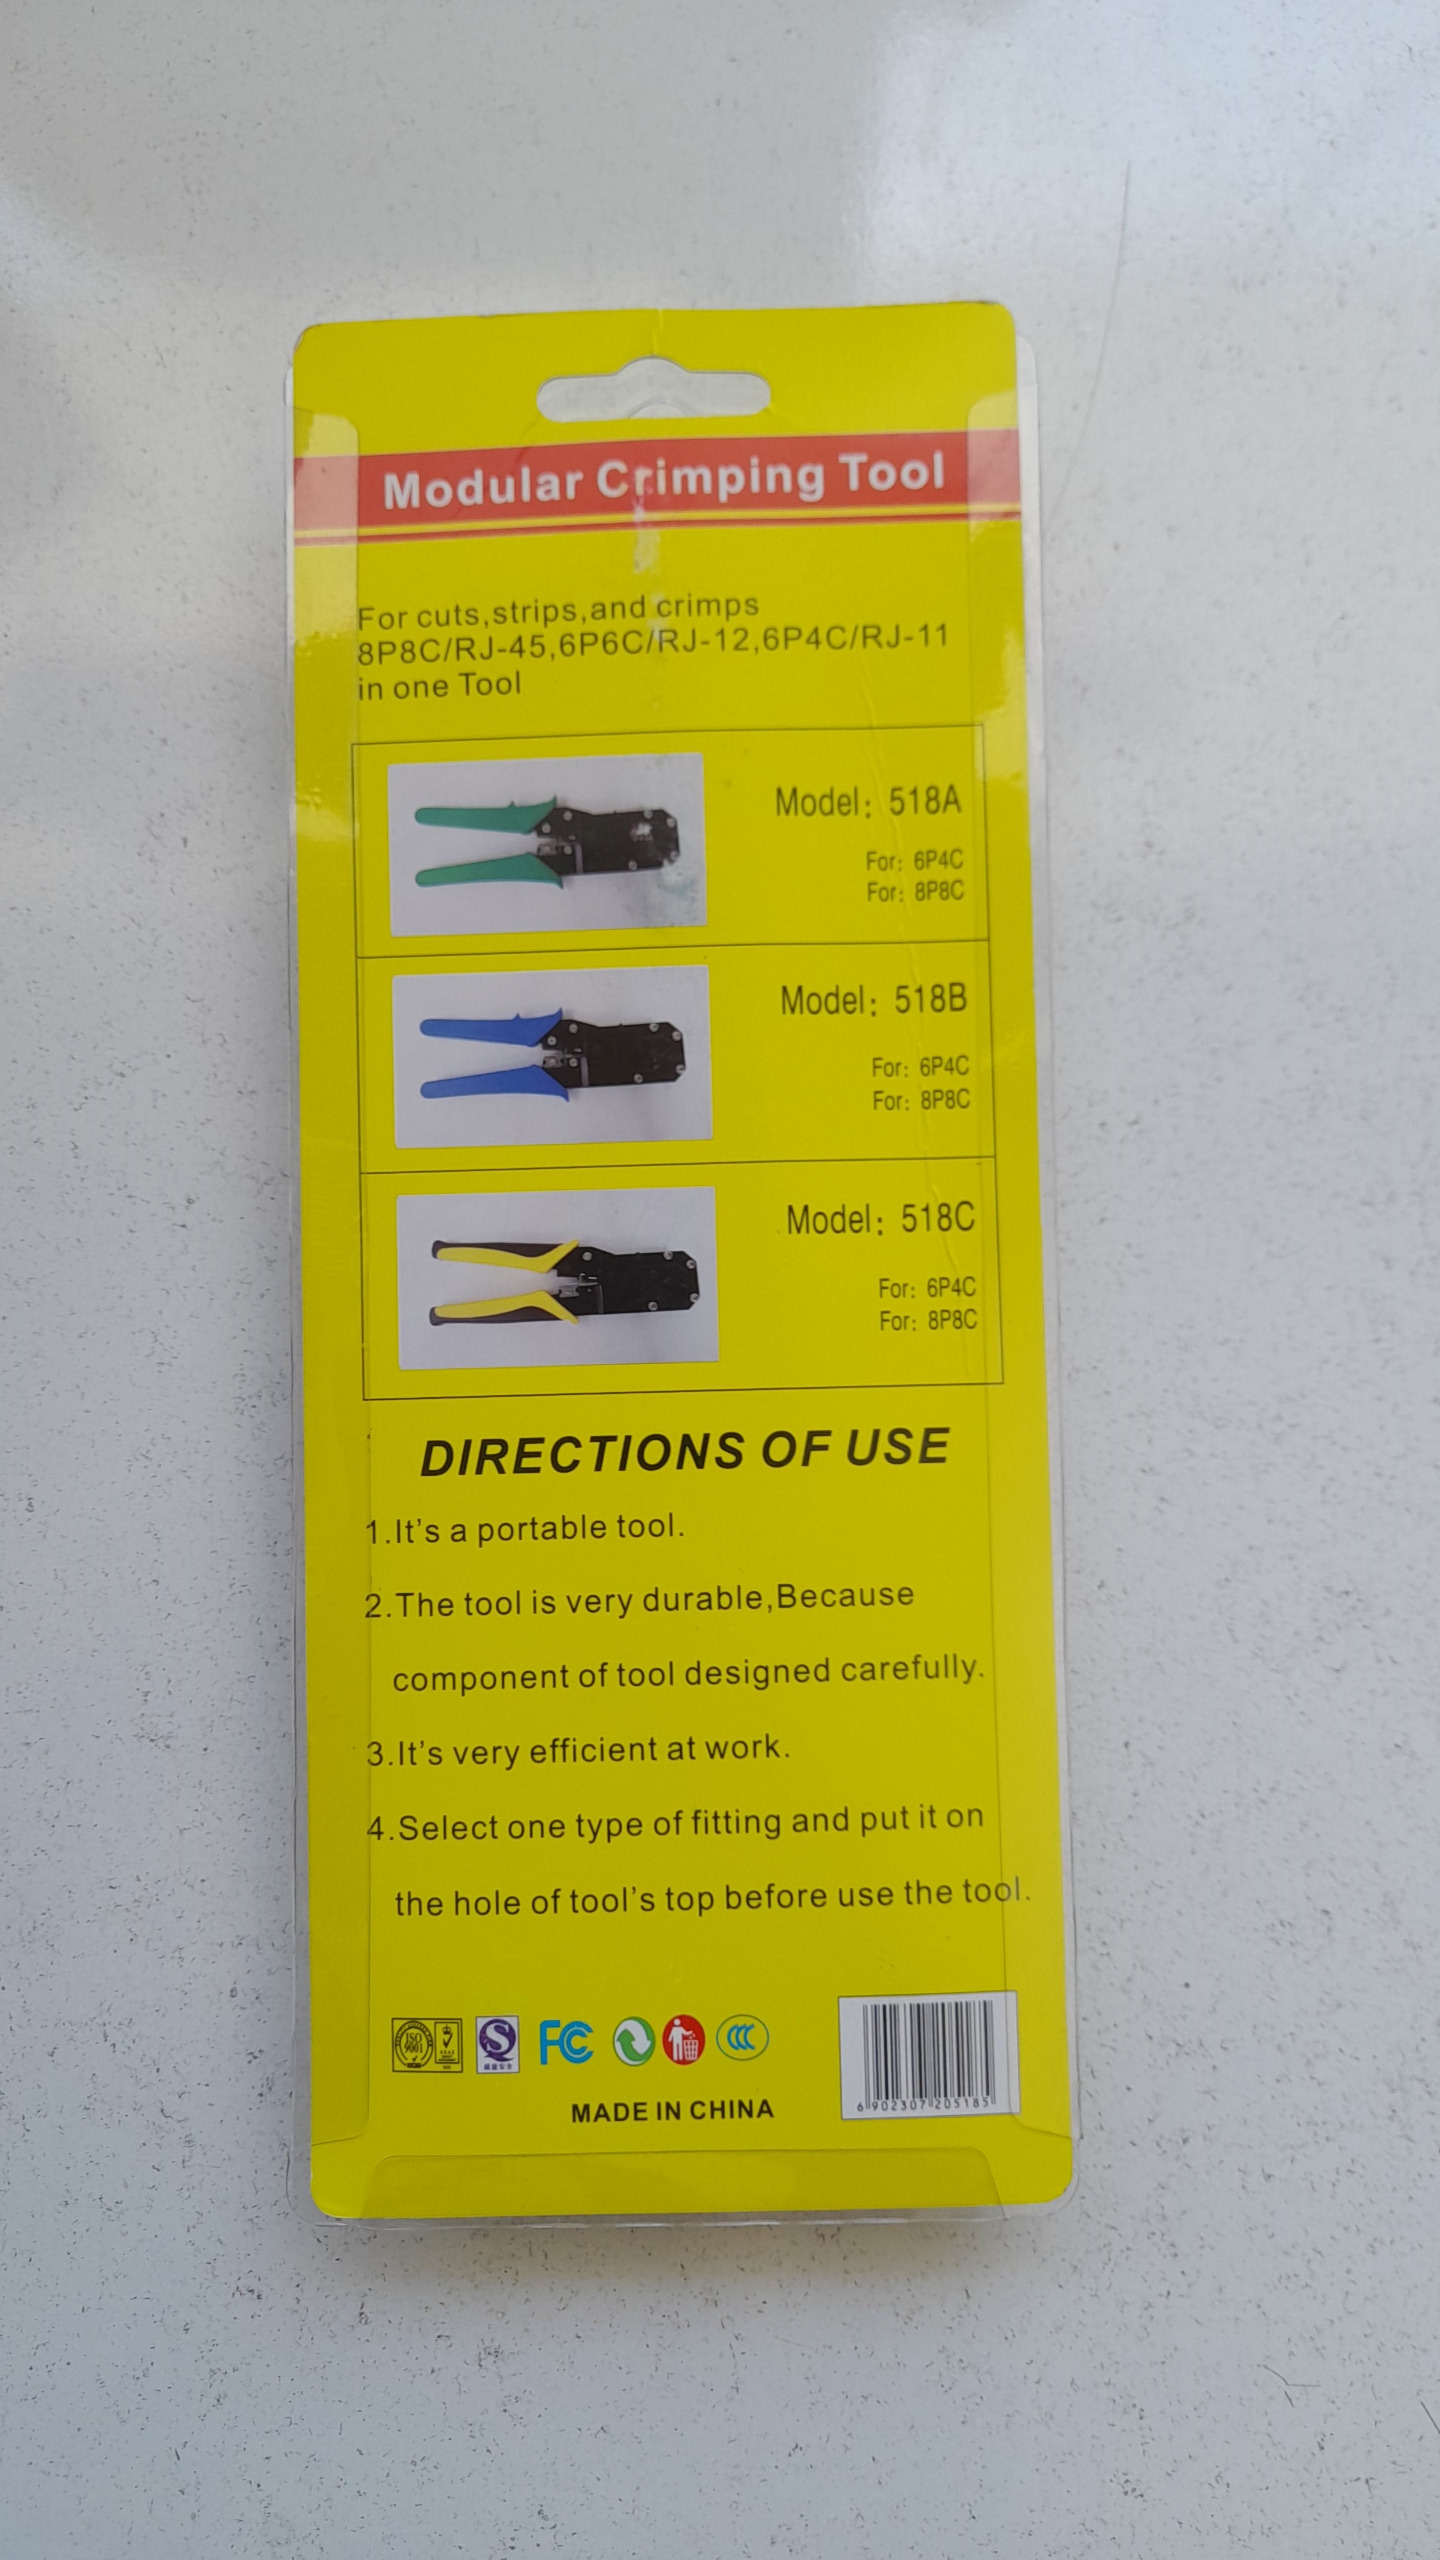 Modular Crimping Tool
For cuts,strips,and crimps
8P8C/RJ-45,6P6C/RJ-12,6P4C/RJ-11
in one Tool
Model: 518A
For: 6P4C
For: 8P8C
Model: 518B
For: 6P4C
For: 8P8C
Model: 518C
For: 6P4C
For: 8P8C
DIRECTIONS OF USE
1.It's a portable tool.
2.The tool is very durable,Because
component of tool designed carefully.
3.It's very efficient at work.
4.Select one type of fitting and put it on
the hole of tool's top before use the tool.
ISO
9001
FC
CCC
MADE IN CHINA
6 902307 205185